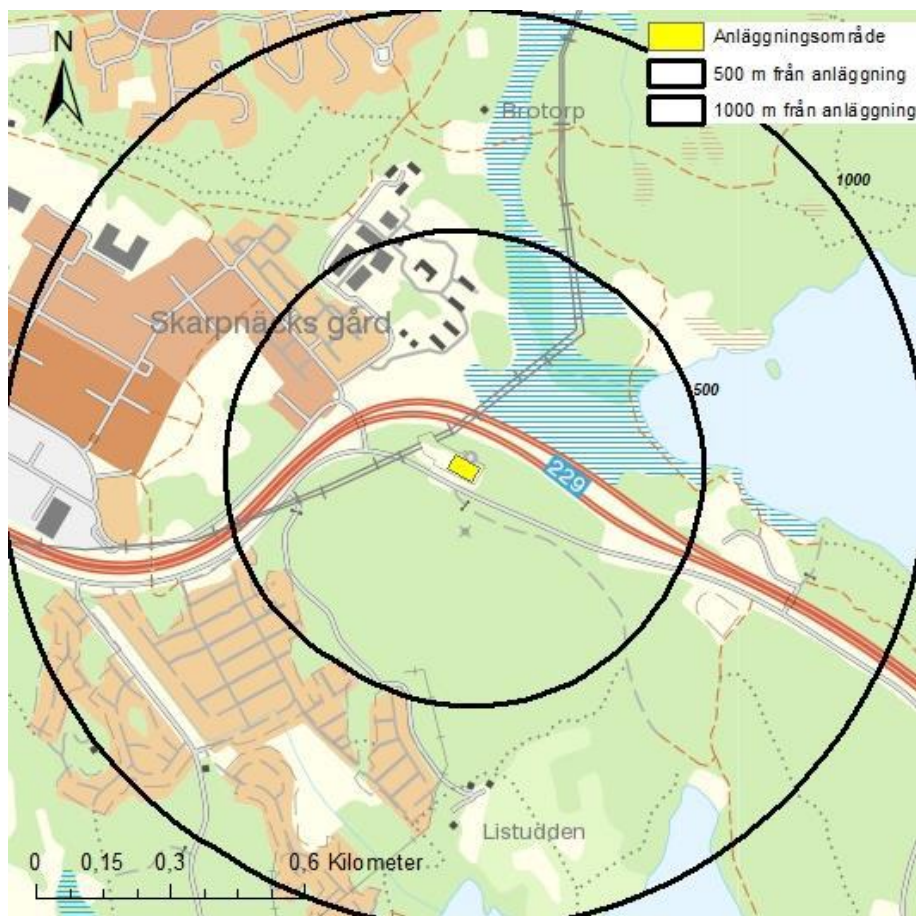 N
Anläggningsområde
500 m från anläggning
1000 m från anläggning
Brotorp
1000
Skarpnäcks gård
500
229
Listudden
0 0,15 0,3 0,6 Kilometer